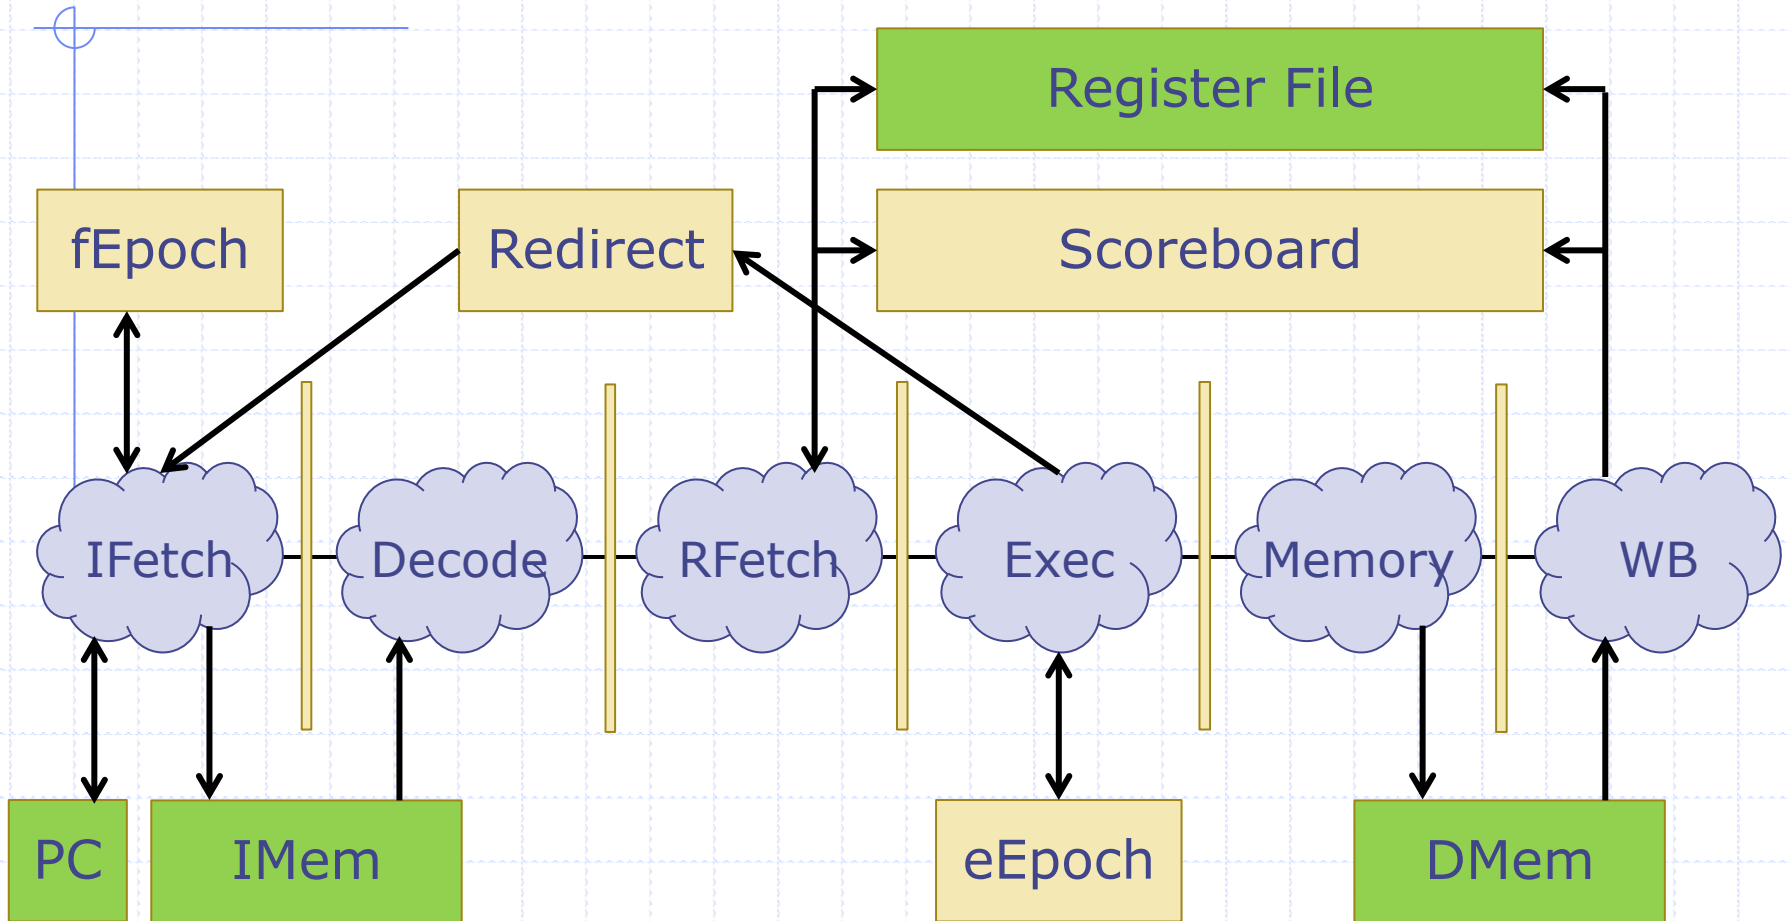 Register File
fEpoch
Redirect
Scoreboard
IFetch
Decode
RFetch
Exec
Memory
WB
PC
IMem
eEpoch
DMem